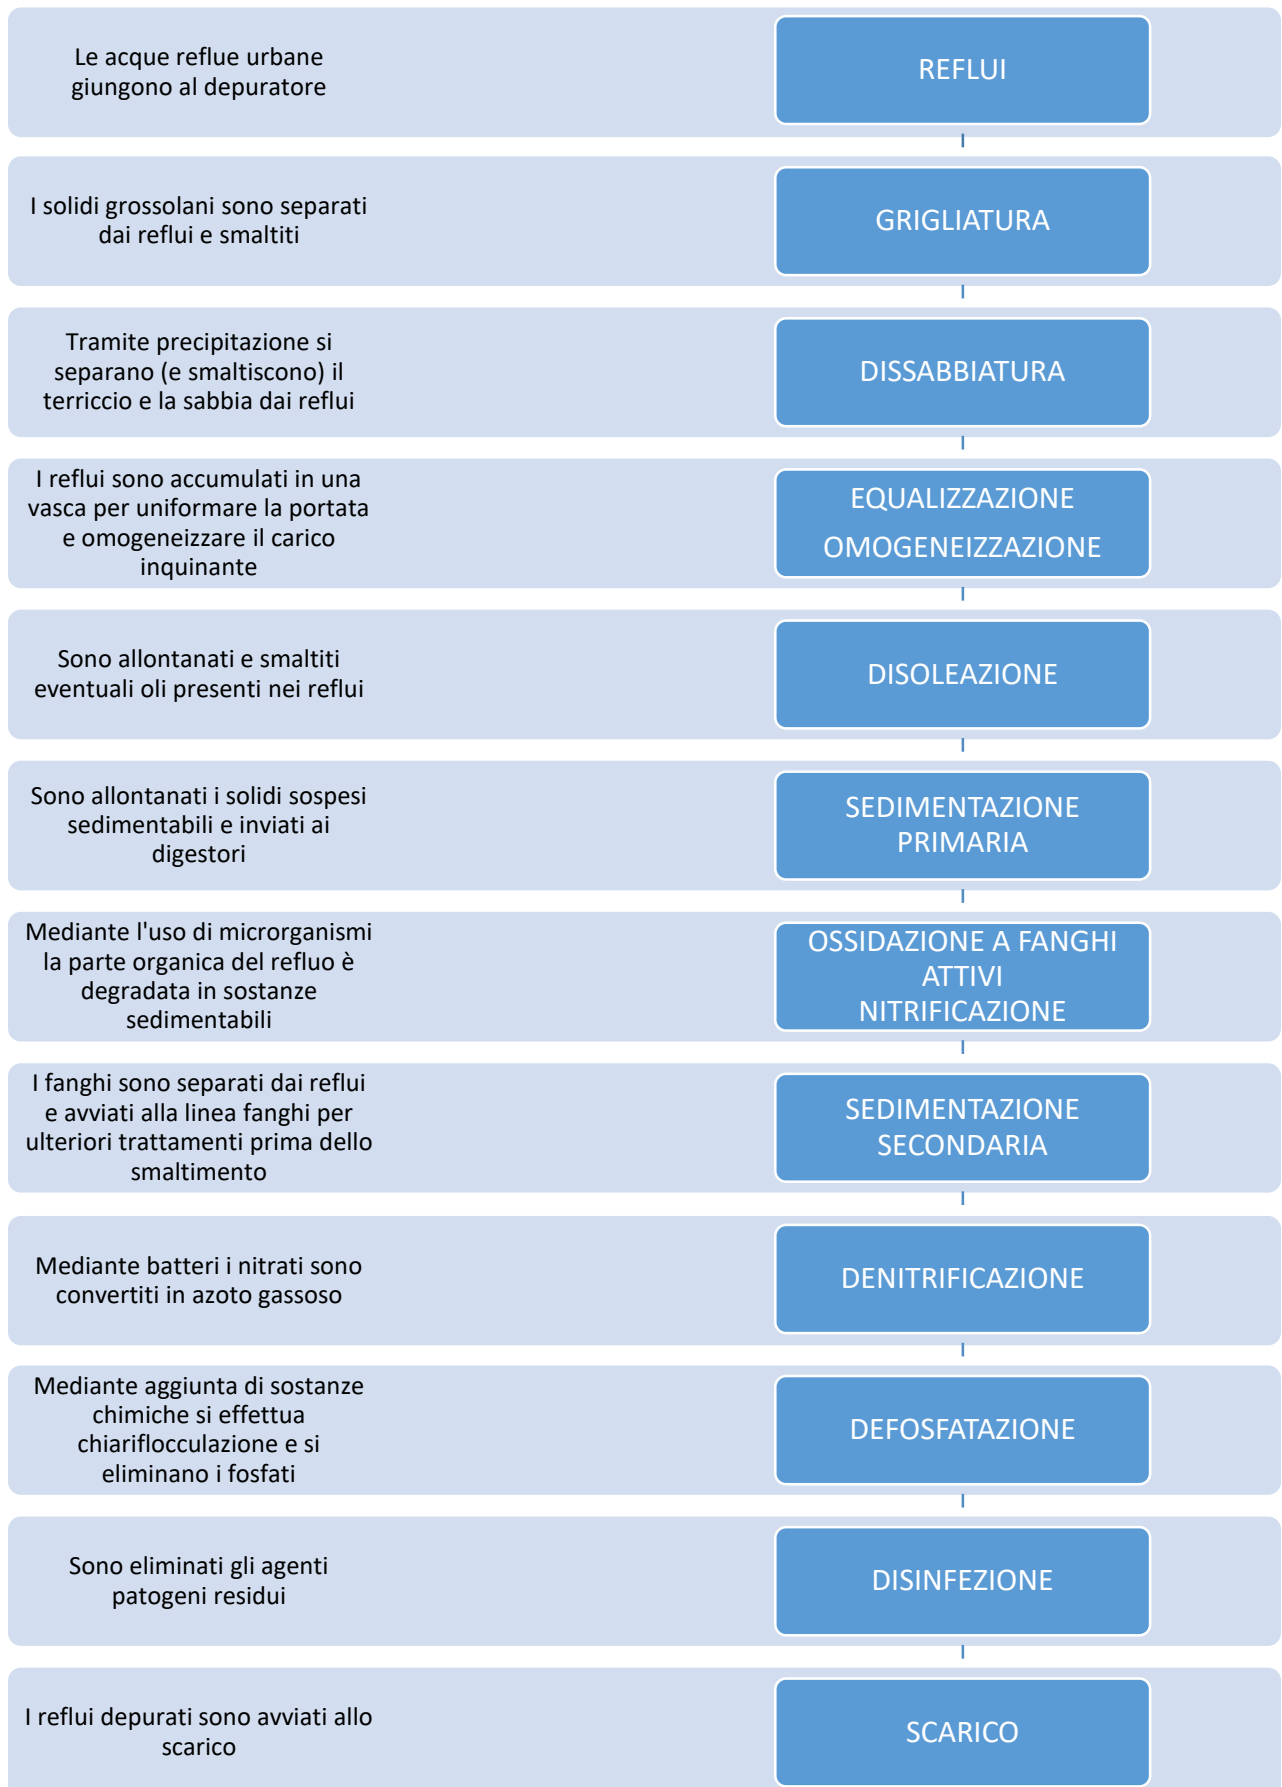 Le acque reflue urbane
giungono al depuratore
REFLUI
I solidi grossolani sono separati
dai reflui e smaltiti
GRIGLIATURA
Tramite precipitazione si
separano (e smaltiscono) il
terriccio e la sabbia dai reflui
DISSABBIATURA
I reflui sono accumulati in una
vasca per uniformare la portata
e omogeneizzare il carico
inquinante
EQUALIZZAZIONE
OMOGENEIZZAZIONE
Sono allontanati e smaltiti
eventuali oli presenti nei reflui
DISOLEAZIONE
Sono allontanati i solidi sospesi
sedimentabili e inviati ai
digestori
SEDIMENTAZIONE
PRIMARIA
Mediante l'uso di microrganismi
la parte organica del refluo è
degradata in sostanze
sedimentabili
OSSIDAZIONE A FANGHI
ATTIVI
NITRIFICAZIONE
I fanghi sono separati dai reflui
e avviati alla linea fanghi per
ulteriori trattamenti prima dello
smaltimento
SEDIMENTAZIONE
SECONDARIA
Mediante batteri i nitrati sono
convertiti in azoto gassoso
DENITRIFICAZIONE
Mediante aggiunta di sostanze
chimiche si effettua
chiariflocculazione e si
eliminano i fosfati
DEFOSFATAZIONE
Sono eliminati gli agenti
patogeni residui
DISINFEZIONE
I reflui depurati sono avviati allo
scarico
SCARICO